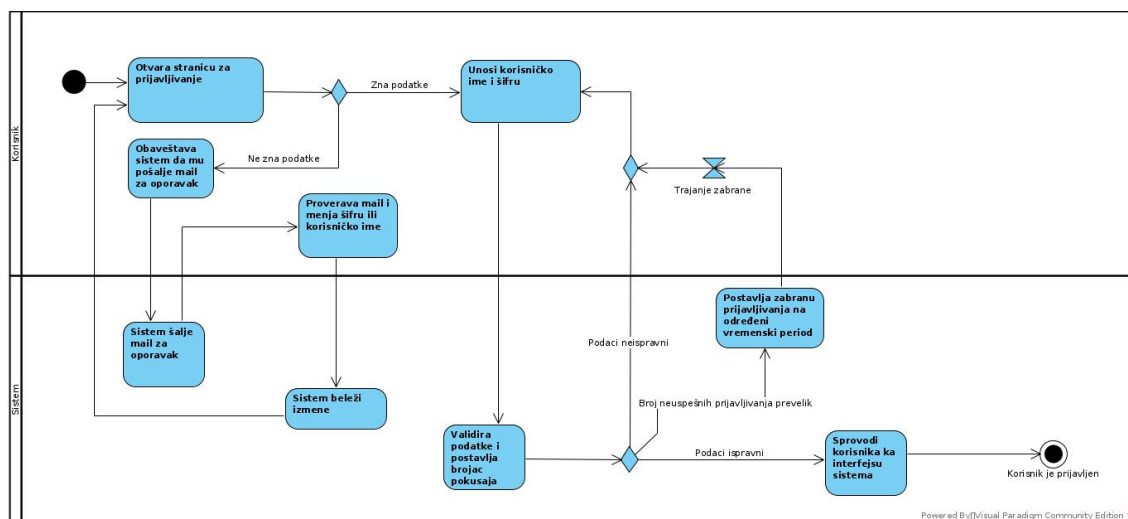 Korisnik
Otvara stranicu za
prijavljivanje
Zna podatke
Unosi korisničko
ime i šifru
Ne zna podatke
Obaveštava
sistem da mu
pošalje mail
za oporavak
Proverava mail i
menja šifru ili
korisničko ime
Trajanje zabrane
Sistem
Sistem šalje
mail za
oporavak
Sistem beleži
izmene
Postavlja zabranu
prijavljivanja na
određeni
vremenski period
Podaci neispravni
Broj neuspešnih prijavljivanja prevelik
Validira
podatke i
postavlja
brojac
pokusaja
Podaci ispravni
Sprovodi
korisnika ka
interfejsu
sistema
Korisnik je prijavljen
Powered By▯Visual Paradigm Community Edition